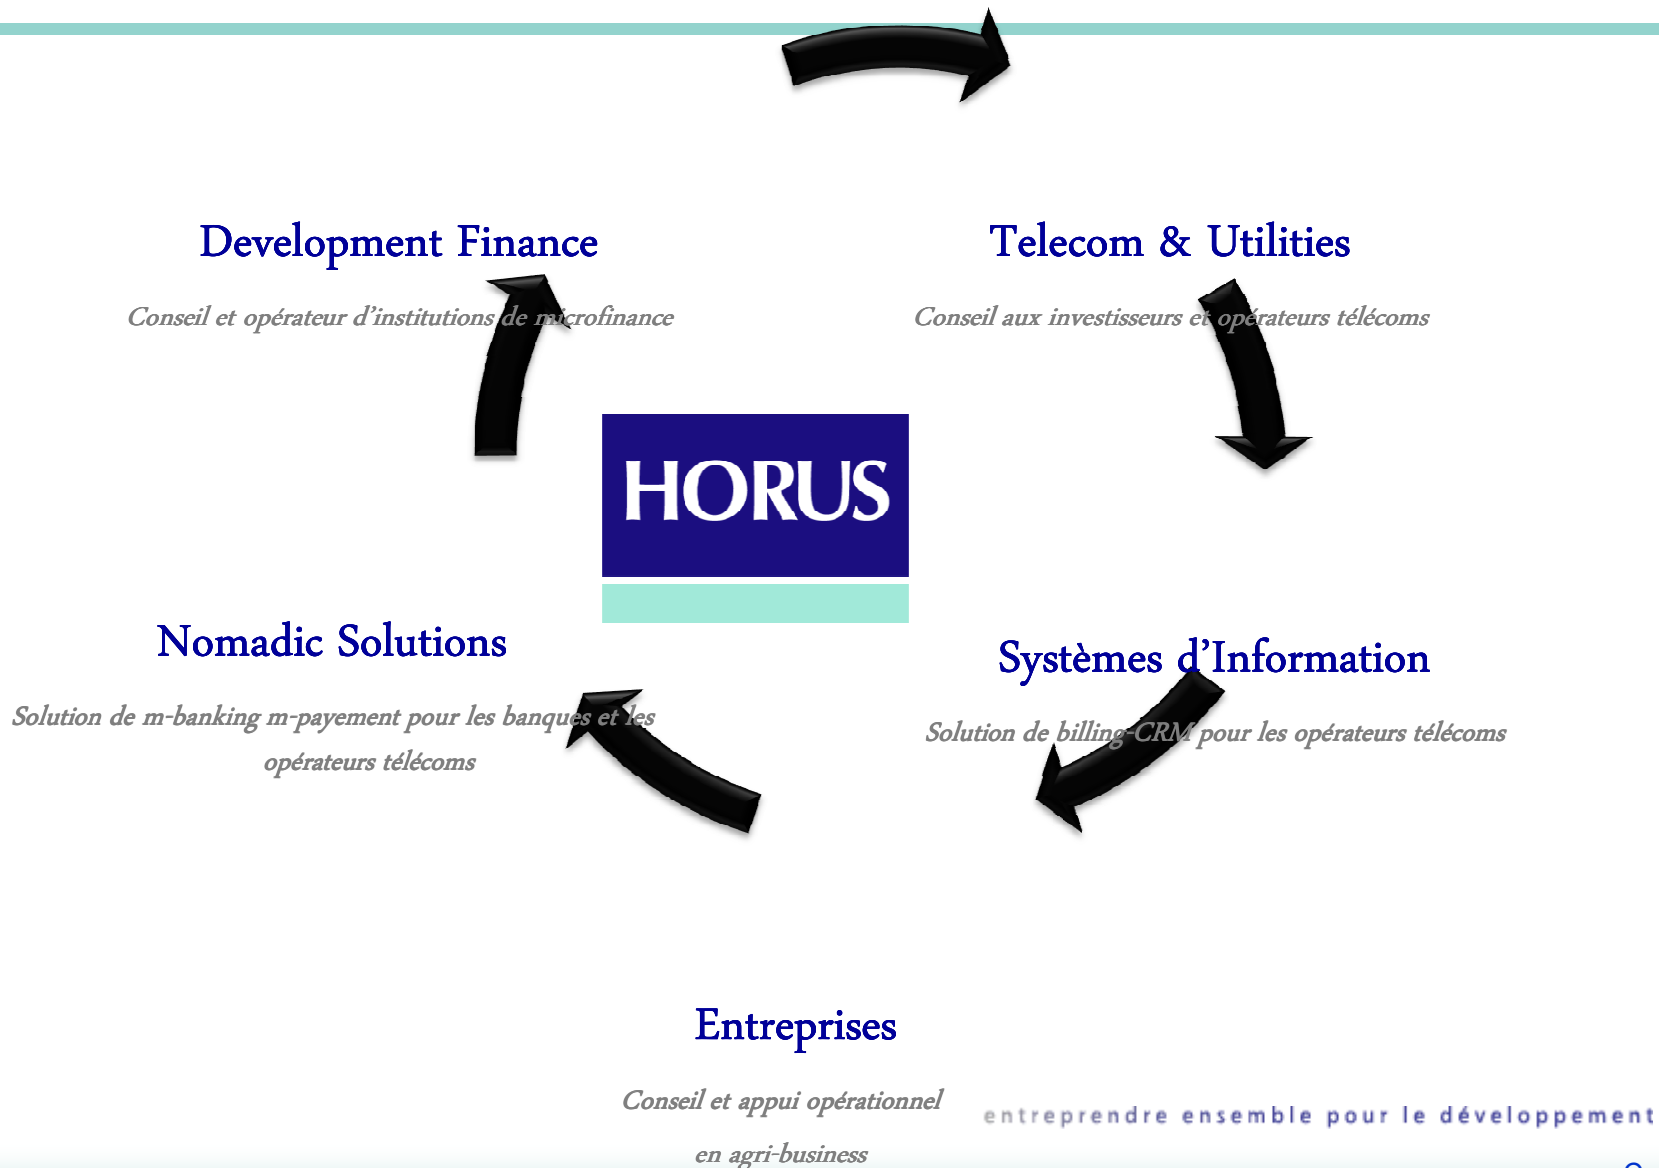 Development Finance
Conseil et opérateur d’institutions de microfinance
Telecom & Utilities
Conseil aux investisseurs et opérateurs télécoms
HORUS
Nomadic Solutions
Solution de m-banking m-payement pour les banques et les
opérateurs télécoms
Systèmes d’Information
Solution de billing-CRM pour les opérateurs télécoms
Entreprises
Conseil et appui opérationnel
en agri-business
entreprendre ensemble pour le développement